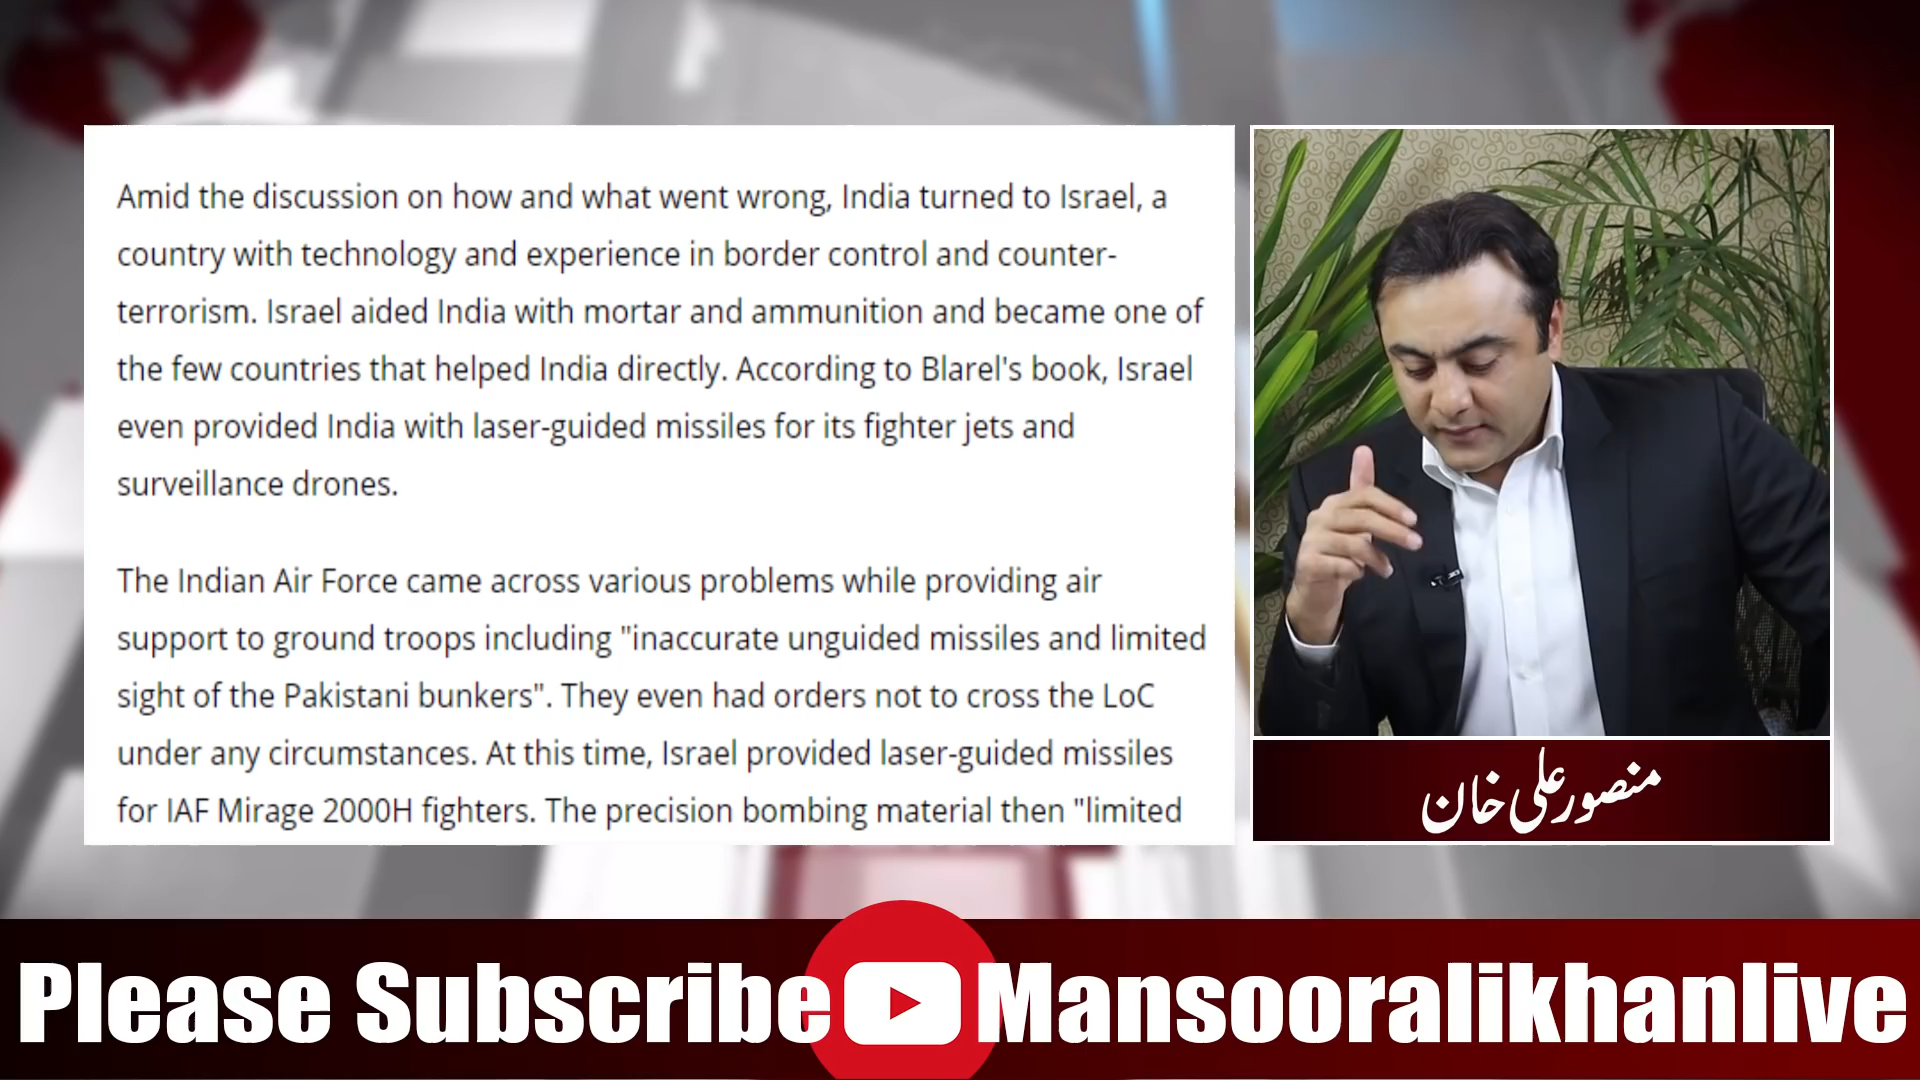 Amid the discussion on how and what went wrong, India turned to Israel, a
country with technology and experience in border control and counter-
terrorism. Israel aided India with mortar and ammunition and became one of
the few countries that helped India directly. According to Blarel's book, Israel
even provided India with laser-guided missiles for its fighter jets and
surveillance drones.
The Indian Air Force came across various problems while providing air
support to ground troops including "inaccurate unguided missiles and limited
sight of the Pakistani bunkers". They even had orders not to cross the LoC
under any circumstances. At this time, Israel provided laser-guided missiles
for IAF Mirage 2000H fighters. The precision bombing material then "limited
منصور علی خان
Please Subscribe Mansooralikhanlive